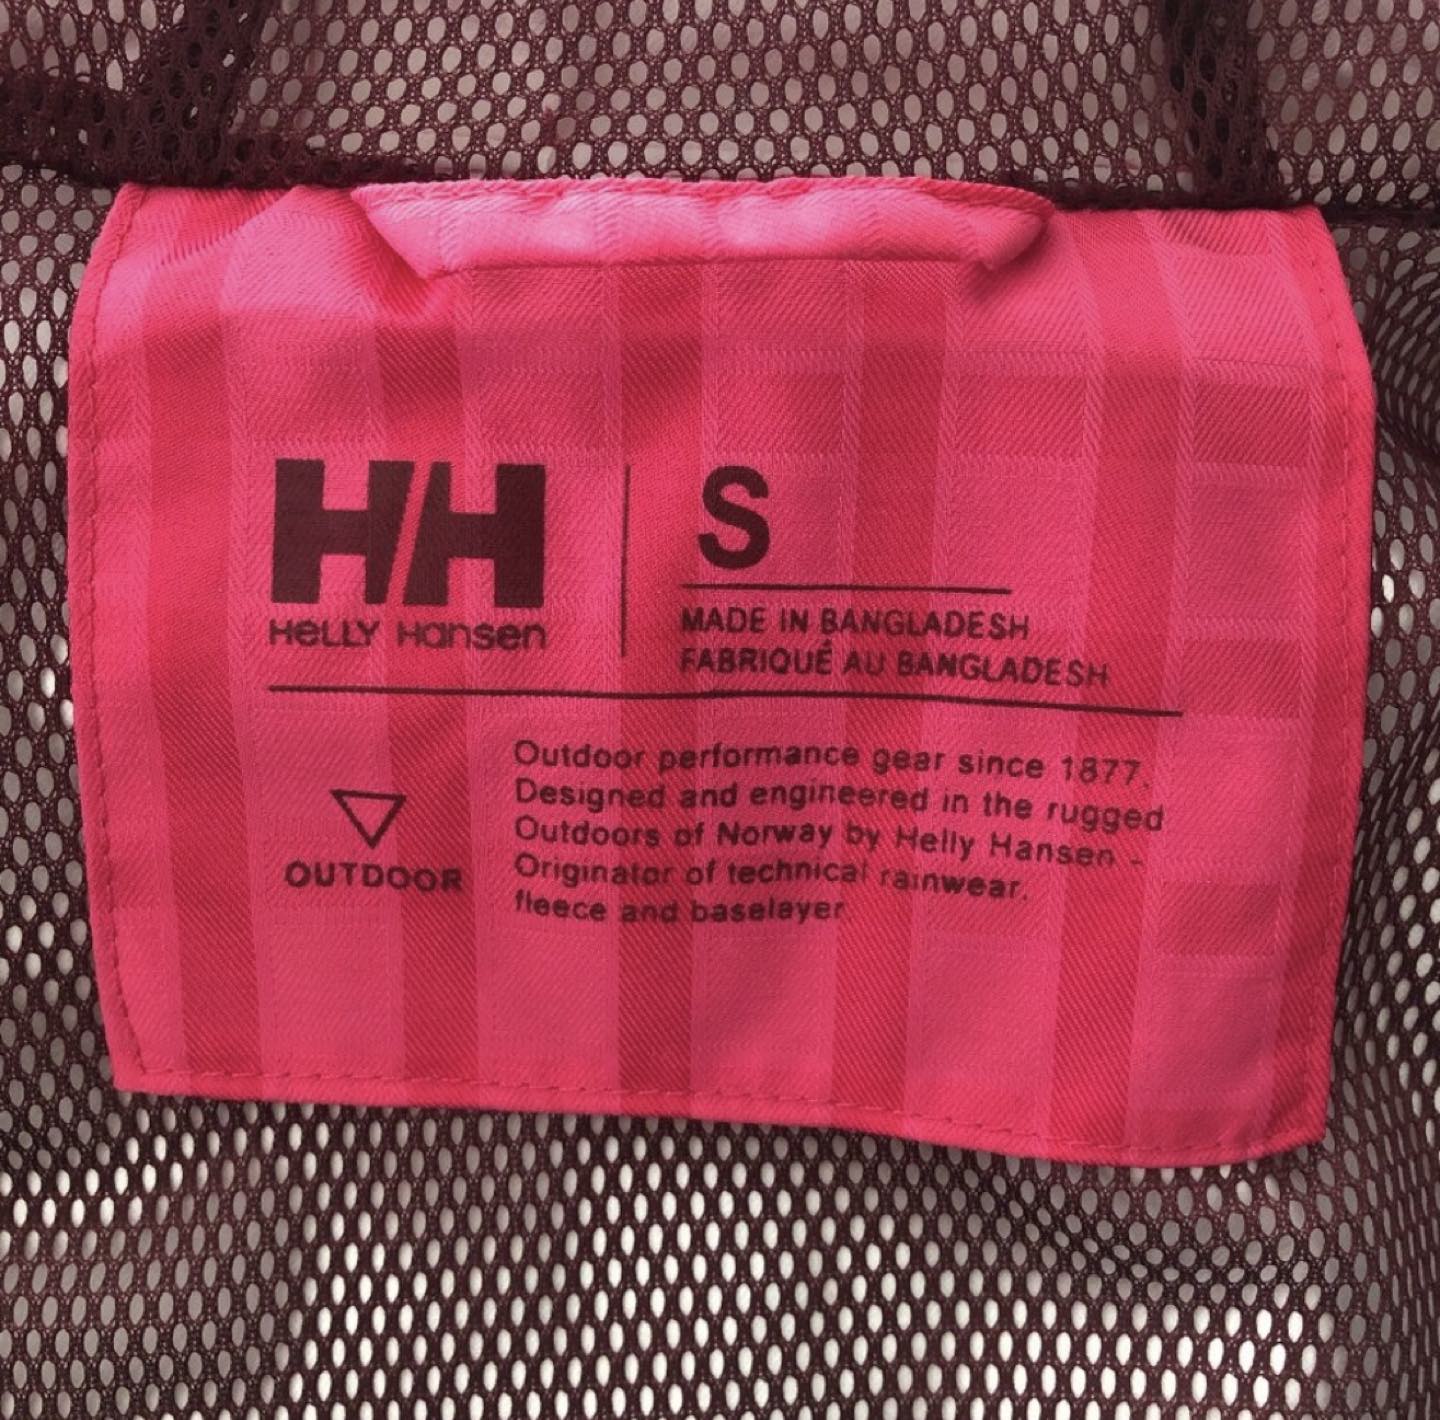 HH
HELLY HANSEN
S
MADE IN BANGLADESH
FABRIQUÉ AU BANGLADESH
OUTDOOR
Outdoor performance gear since 1877.
Designed and engineered in the rugged
Outdoors of Norway by Helly Hansen -
Originator of technical rainwear.
fleece and baselayer